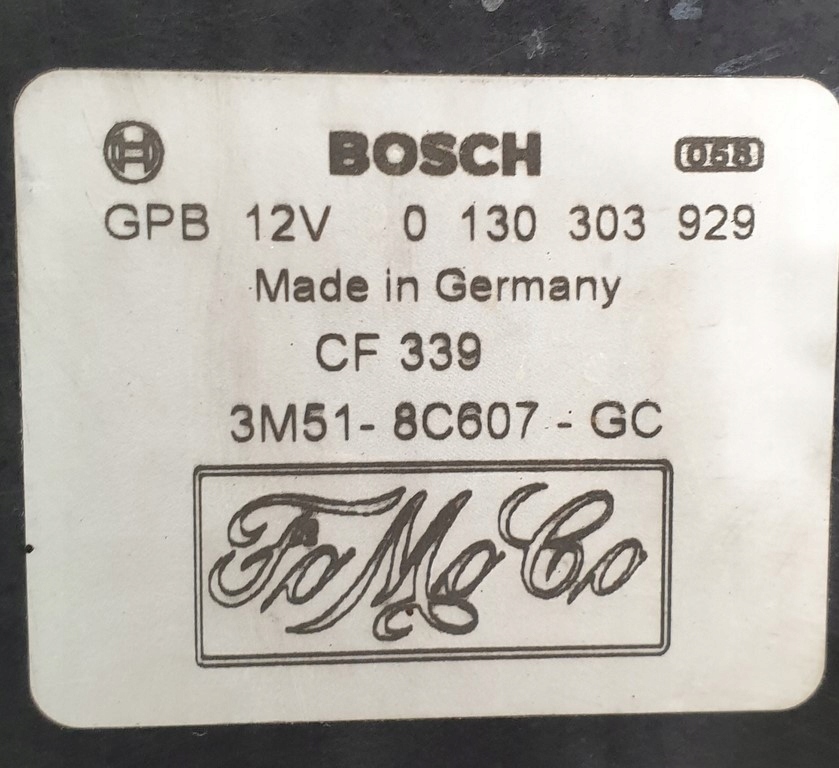 BOSCH 058
GPB 12V 0 130 303 929
Made in Germany
CF 339
3M51- 8C607 - GC
FoMoCo